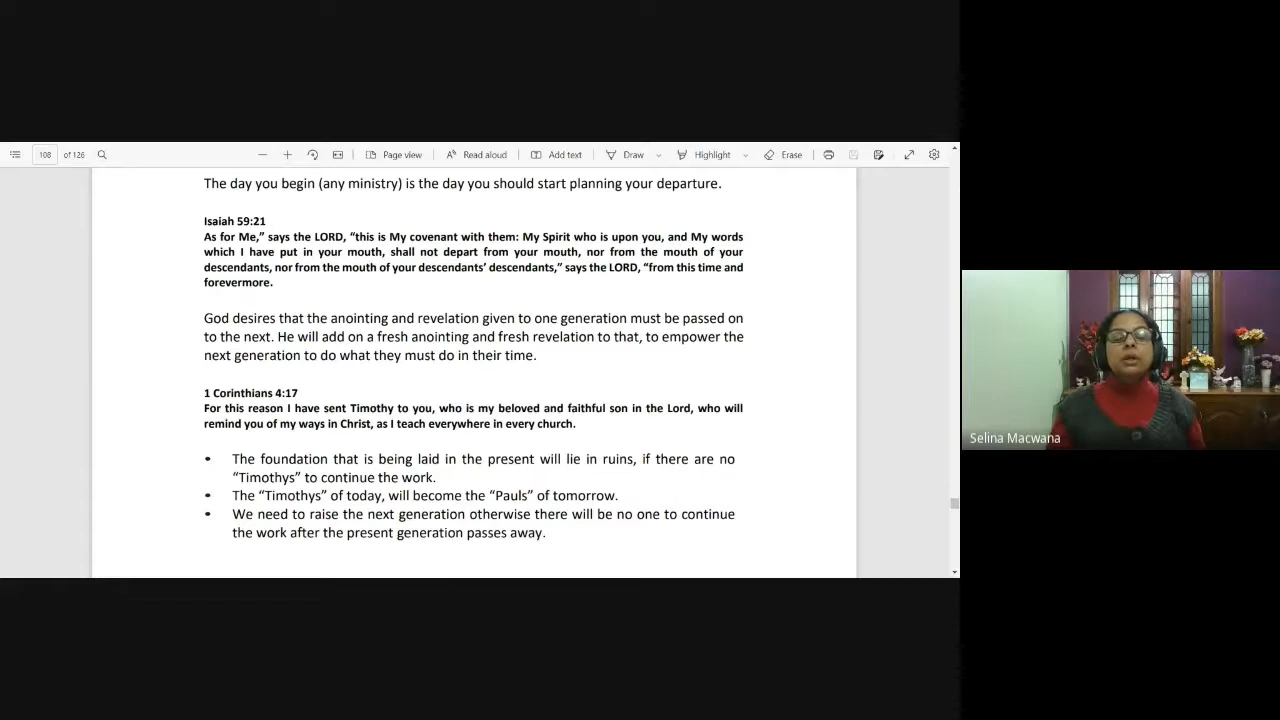 108 of 126 Page view Read aloud Add text Draw Highlight Erase
The day you begin (any ministry) is the day you should start planning your departure.
Isaiah 59:21
As for Me,” says the LORD, “this is My covenant with them: My Spirit who is upon you, and My words
which I have put in your mouth, shall not depart from your mouth, nor from the mouth of your
descendants, nor from the mouth of your descendants’ descendants,” says the LORD, “from this time and
forevermore.
God desires that the anointing and revelation given to one generation must be passed on
to the next. He will add on a fresh anointing and fresh revelation to that, to empower the
next generation to do what they must do in their time.
1 Corinthians 4:17
For this reason I have sent Timothy to you, who is my beloved and faithful son in the Lord, who will
remind you of my ways in Christ, as I teach everywhere in every church.
• The foundation that is being laid in the present will lie in ruins, if there are no
“Timothys” to continue the work.
• The “Timothys” of today, will become the “Pauls” of tomorrow.
• We need to raise the next generation otherwise there will be no one to continue
the work after the present generation passes away.
Selina Macwana